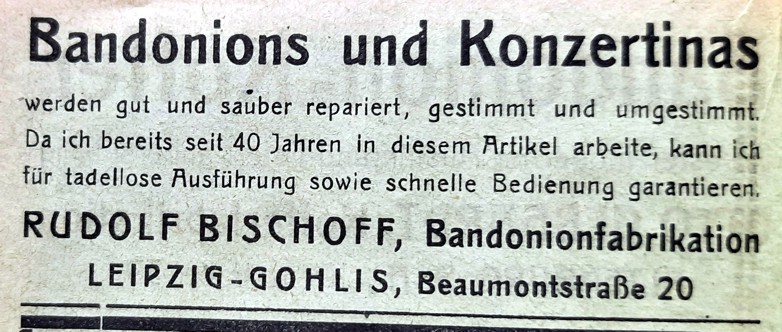 Bandonions und Konzertinas
werden gut und sauber repariert, gestimmt und umgestimmt.
Da ich bereits seit 40 Jahren in diesem Artikel arbeite, kann ich
für tadellose Ausführung sowie schnelle Bedienung garantieren.
RUDOLF BISCHOFF, Bandonionfabrikation
LEIPZIG-GOHLIS, Beaumontstraße 20